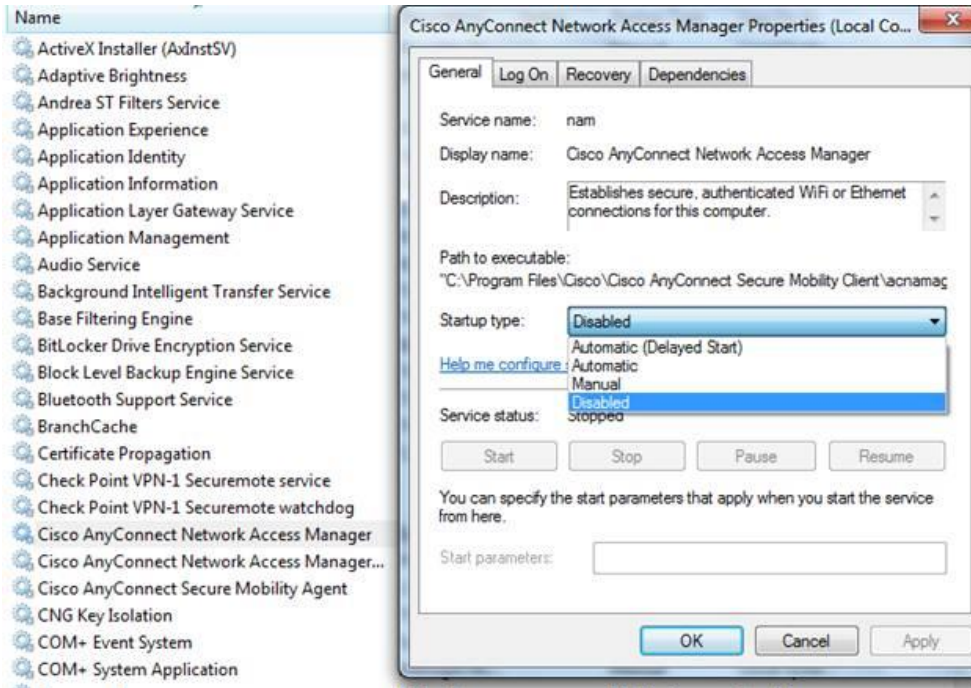 Name
ActiveX Installer (AxInstSV)
Adaptive Brightness
Andrea ST Filters Service
Application Experience
Application Identity
Application Information
Application Layer Gateway Service
Application Management
Audio Service
Background Intelligent Transfer Service
Base Filtering Engine
BitLocker Drive Encryption Service
Block Level Backup Engine Service
Bluetooth Support Service
BranchCache
Certificate Propagation
Check Point VPN-1 Securemote service
Check Point VPN-1 Securemote watchdog
Cisco AnyConnect Network Access Manager
Cisco AnyConnect Network Access Manager...
Cisco AnyConnect Secure Mobility Agent
CNG Key Isolation
COM+ Event System
COM+ System Application
Cisco AnyConnect Network Access Manager Properties (Local Co...
General Log On Recovery Dependencies
Service name: nam
Display name: Cisco AnyConnect Network Access Manager
Description: Establishes secure, authenticated WiFi or Ethernet
connections for this computer.
Path to executable:
"C:\Program Files\Cisco\Cisco AnyConnect Secure Mobility Client\acnamag
Startup type: Disabled
Automatic (Delayed Start)
Help me configure Automatic
Manual
Disabled
Service status: Stopped
Start Stop Pause Resume
You can specify the start parameters that apply when you start the service
from here.
Start parameters:
OK Cancel Apply